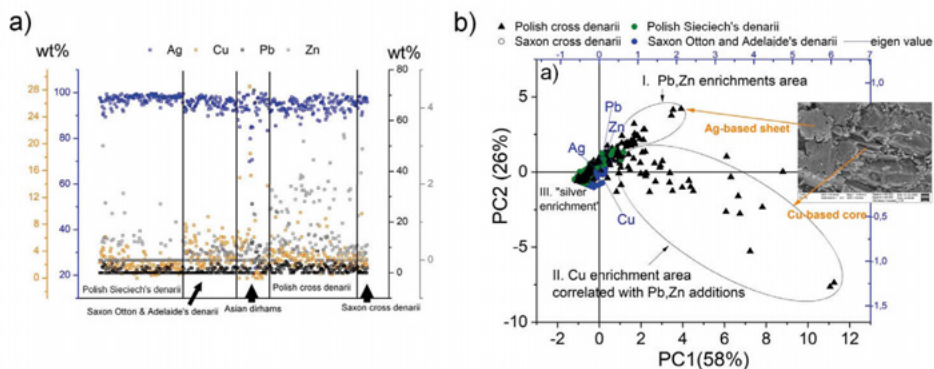 a)
Ag Cu Pb Zn
wt% wt% wt%
28
24
20
16
12
8
4
0
100
80
60
40
20
80
60
40
20
0
4
2
0
Polish Sieciech's denarii
Polish cross denarii
Saxon Otton & Adelaide's denarii
Asian dirhams
Saxon cross denarii
b)
Polish cross denarii Polish Sieciech's denarii
Saxon cross denarii Saxon Otton and Adelaide's denarii eigen value
-2 -1 0 1 2 3 4 5 6 7
a)
I. Pb,Zn enrichments area
1,0
5
Pb
Zn
Ag-based sheet
Ag
0
III. "silver
enrichment"
Cu-based core
Cu
0,5
-5
II. Cu enrichment area
correlated with Pb,Zn additions
1,0
1,5
-10
-2 0 2 4 6 8 10 12
PC2 (26%)
PC1(58%)